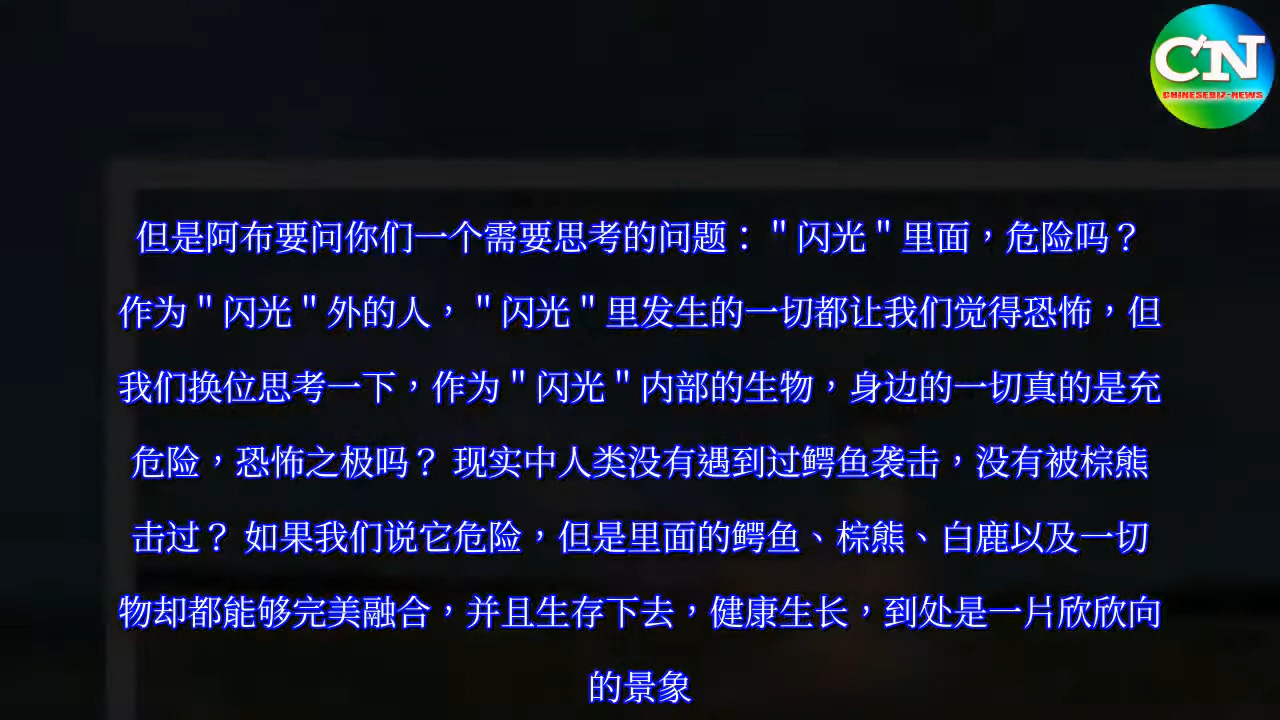 CN
CHINESEBIZ-NEWS
但是阿布要问你们一个需要思考的问题："闪光"里面，危险吗？
作为"闪光"外的人，"闪光"里发生的一切都让我们觉得恐怖，但
我们换位思考一下，作为"闪光"内部的生物，身边的一切真的是充
危险，恐怖之极吗？ 现实中人类没有遇到过鳄鱼袭击，没有被棕熊
击过？ 如果我们说它危险，但是里面的鳄鱼、棕熊、白鹿以及一切
物却都能够完美融合，并且生存下去，健康生长，到处是一片欣欣向
的景象